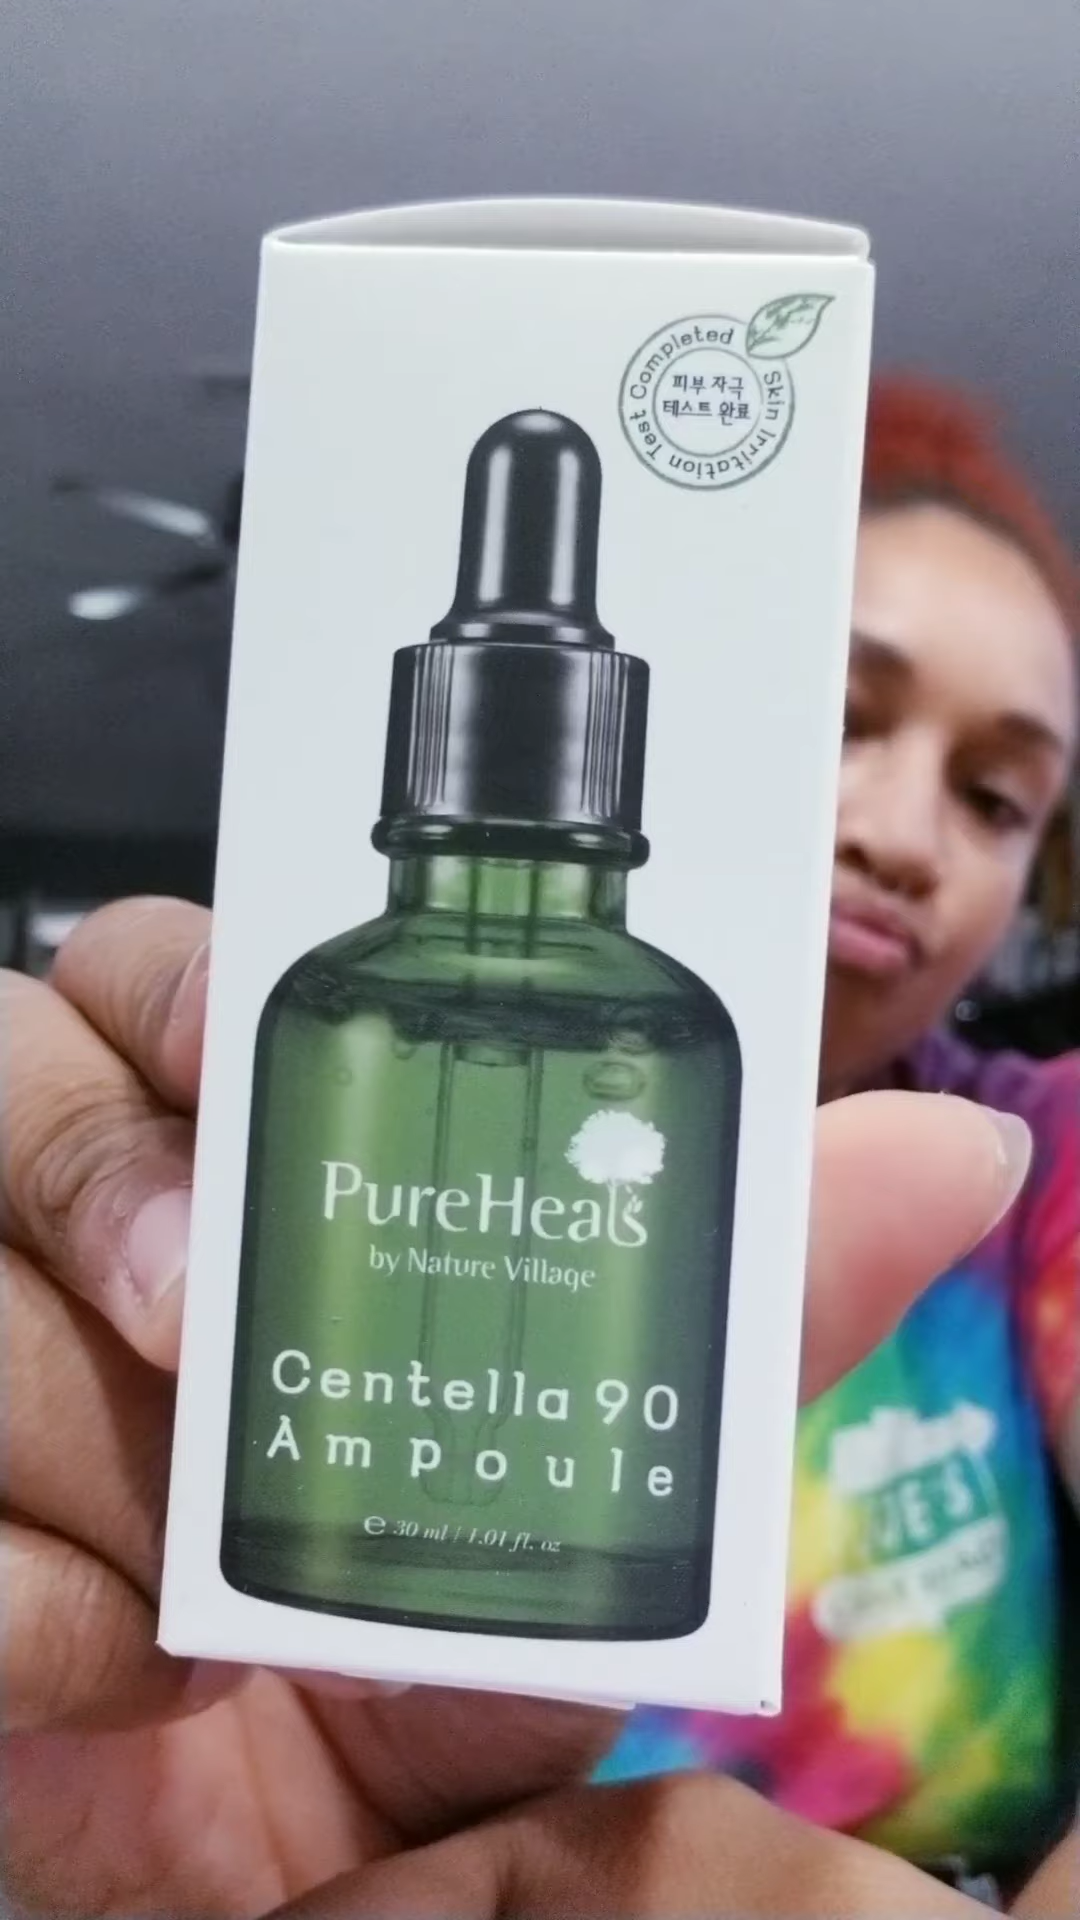 Skin Irritation Test Completed
피부 자극
테스트 완료
PureHeals
by Nature Village
Centella 90
Ampoule
e 30 ml / 1.01 fl. oz